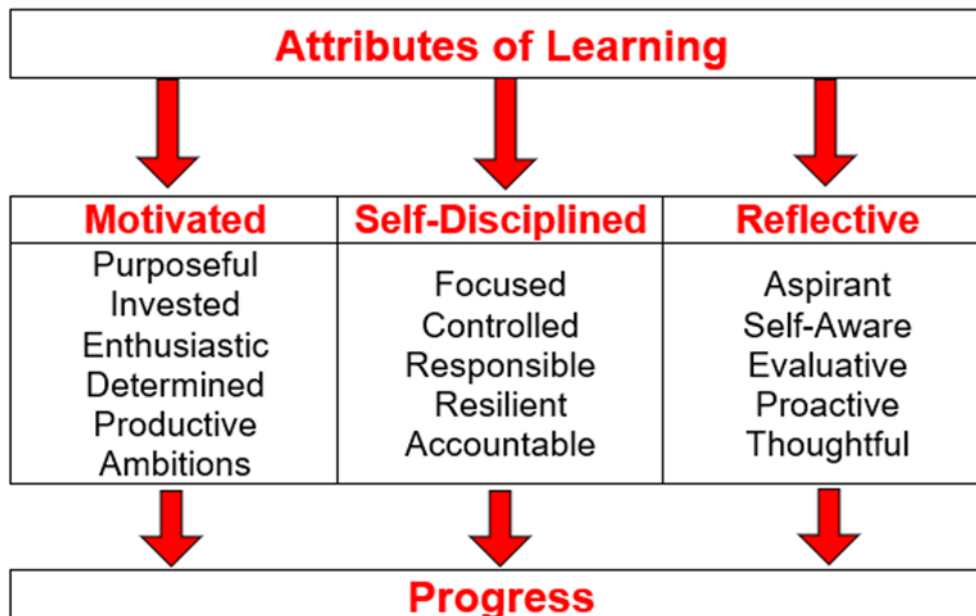 Attributes of Learning
Motivated
Purposeful
Invested
Enthusiastic
Determined
Productive
Ambitions
Self-Disciplined
Focused
Controlled
Responsible
Resilient
Accountable
Reflective
Aspirant
Self-Aware
Evaluative
Proactive
Thoughtful
Progress